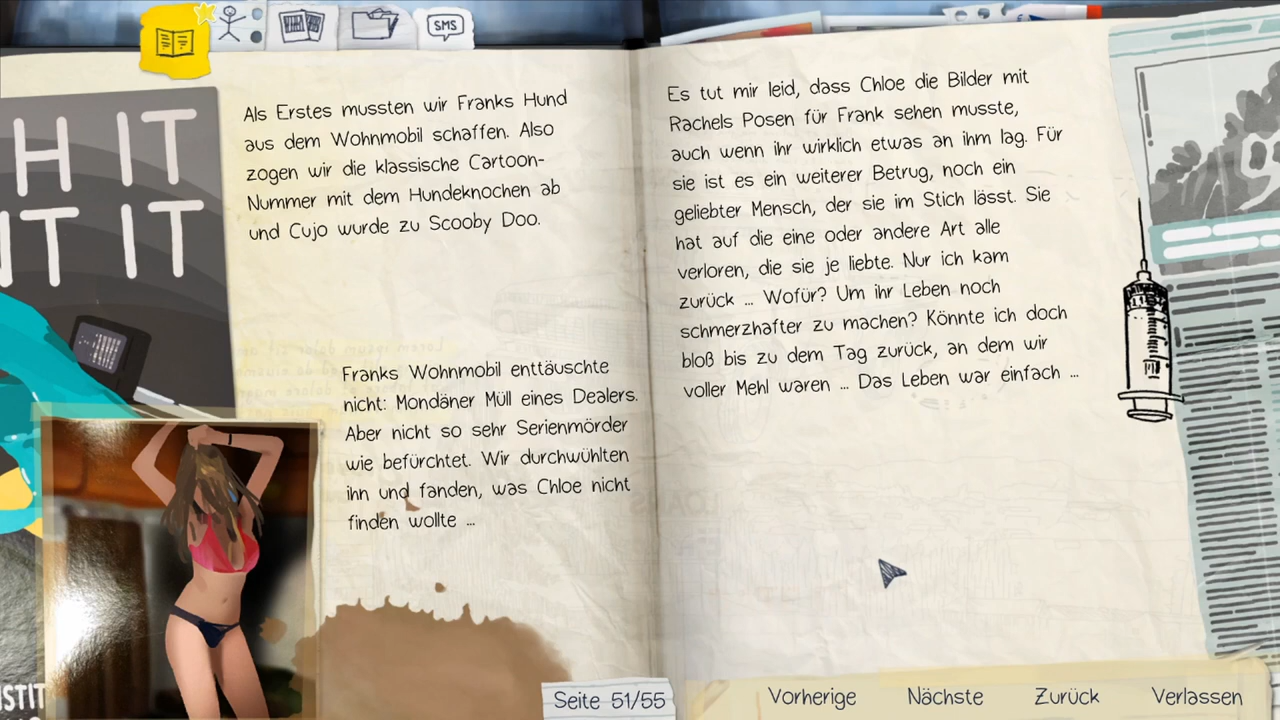 SMS
H IT
NT IT
Als Erstes mussten wir Franks Hund
aus dem Wohnmobil schaffen. Also
zogen wir die klassische Cartoon-
Nummer mit dem Hundeknochen ab
und Cujo wurde zu Scooby Doo.
Franks Wohnmobil enttäuschte
nicht: Mondäner Müll eines Dealers.
Aber nicht so sehr Serienmörder
wie befürchtet. Wir durchwühlten
ihn und fanden, was Chloe nicht
finden wollte ...
Es tut mir leid, dass Chloe die Bilder mit
Rachels Posen für Frank sehen musste,
auch wenn ihr wirklich etwas an ihm lag. Für
sie ist es ein weiterer Betrug, noch ein
geliebter Mensch, der sie im Stich lässt. Sie
hat auf die eine oder andere Art alle
verloren, die sie je liebte. Nur ich kam
zurück ... Wofür? Um ihr Leben noch
schmerzhafter zu machen? Könnte ich doch
bloß bis zu dem Tag zurück, an dem wir
voller Mehl waren ... Das Leben war einfach ...
Seite 51/55
Vorherige Nächste Zurück Verlassen